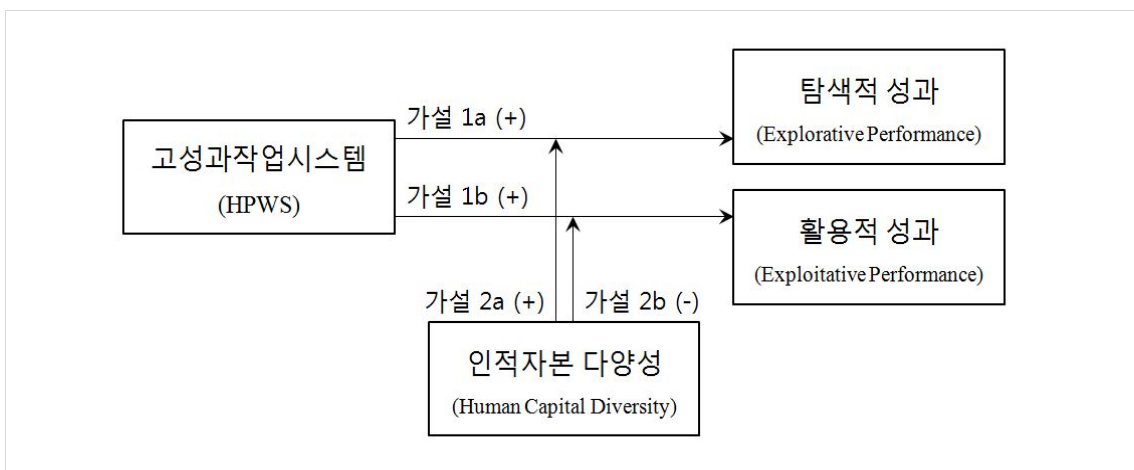 탐색적 성과
(Explorative Performance)
가설 1a (+)
고성과작업시스템
(HPWS)
가설 1b (+)
활용적 성과
(Exploitative Performance)
가설 2a (+)
가설 2b (-)
인적자본 다양성
(Human Capital Diversity)